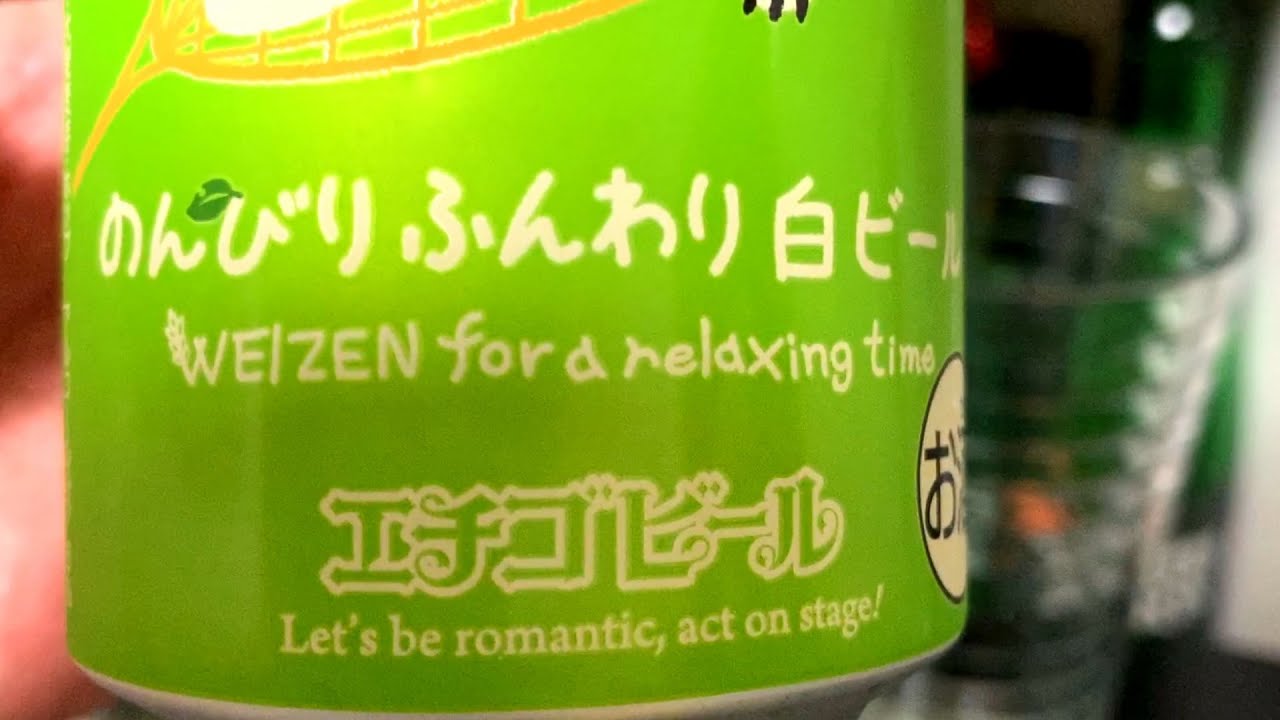 のんびり ふんわり 白ビール
WEIZEN for a relaxing time
お
エチゴビール
Let's be romantic, act on stage!